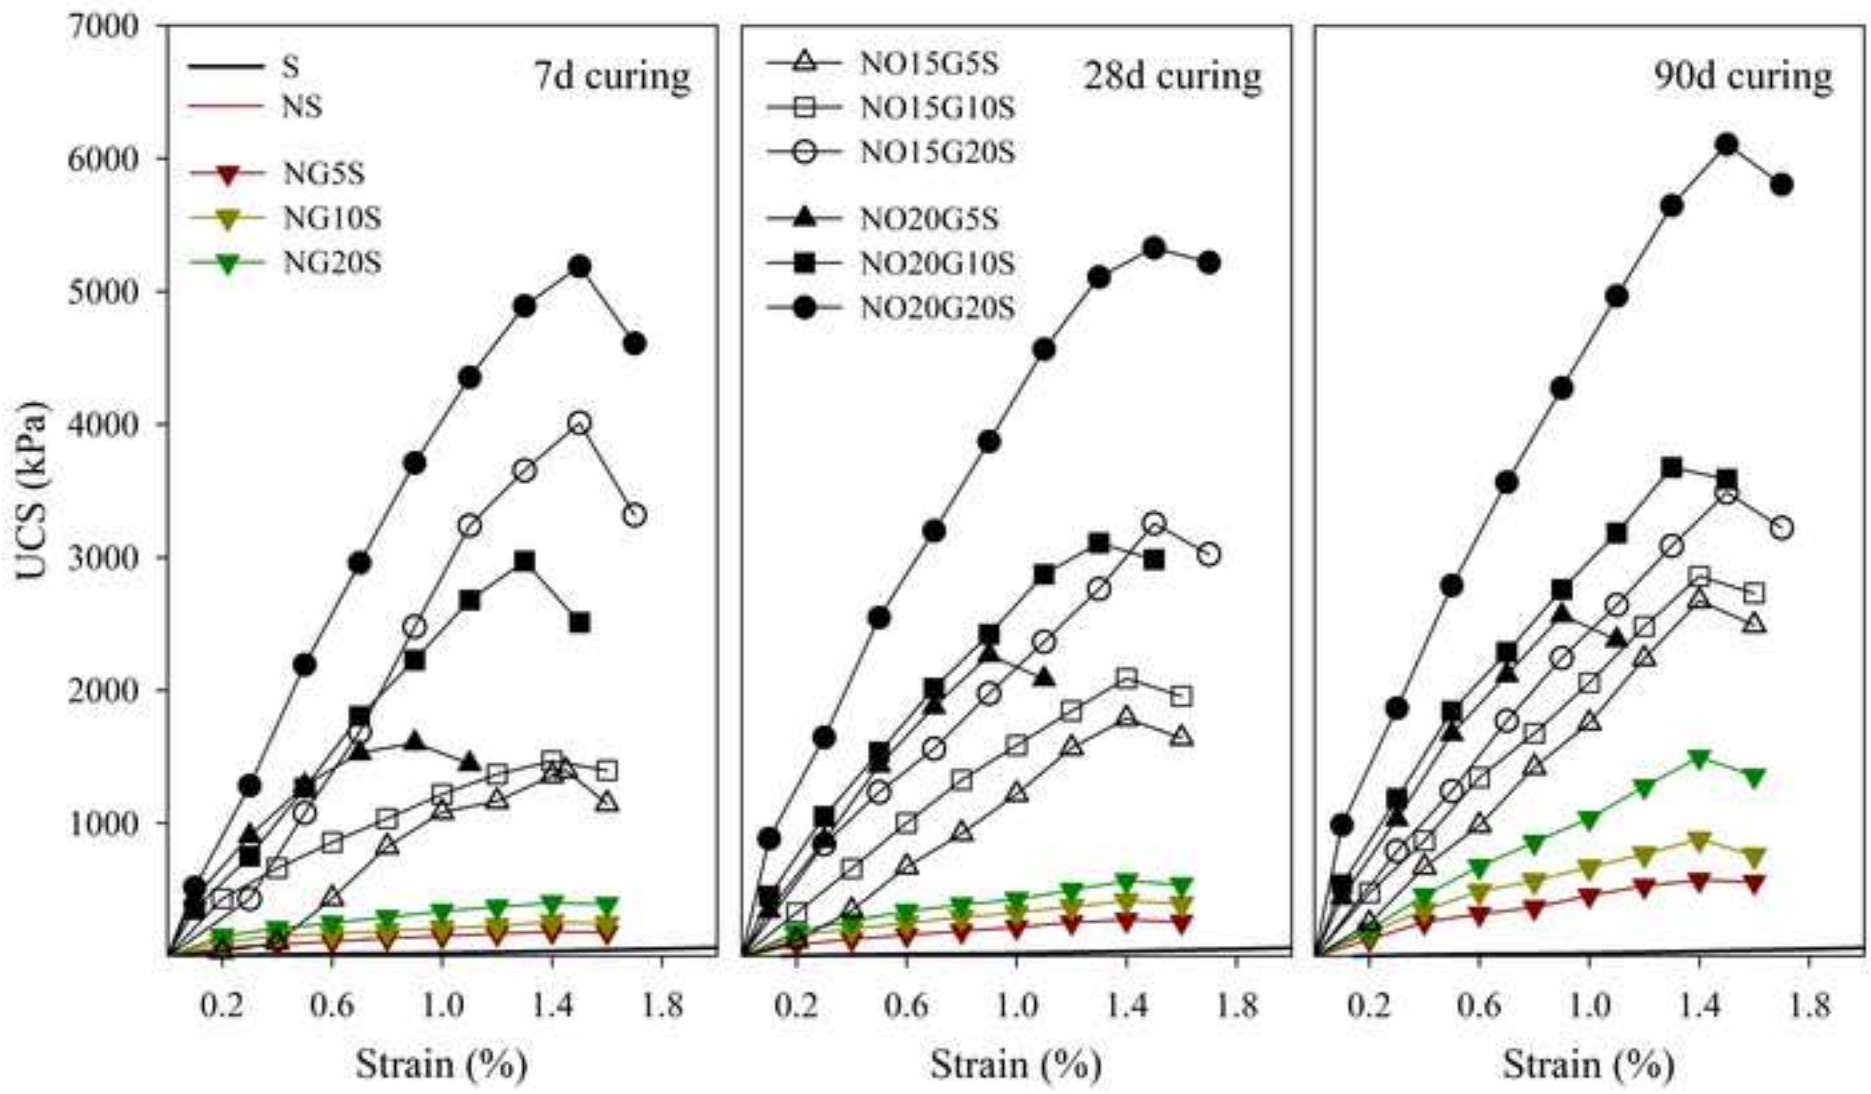 7000
6000
5000
4000
3000
2000
1000
UCS (kPa)
7d curing
S
NS
NG5S
NG10S
NG20S
0.2 0.6 1.0 1.4 1.8
Strain (%)
28d curing
NO15G5S
NO15G10S
NO15G20S
NO20G5S
NO20G10S
NO20G20S
0.2 0.6 1.0 1.4 1.8
Strain (%)
90d curing
0.2 0.6 1.0 1.4 1.8
Strain (%)